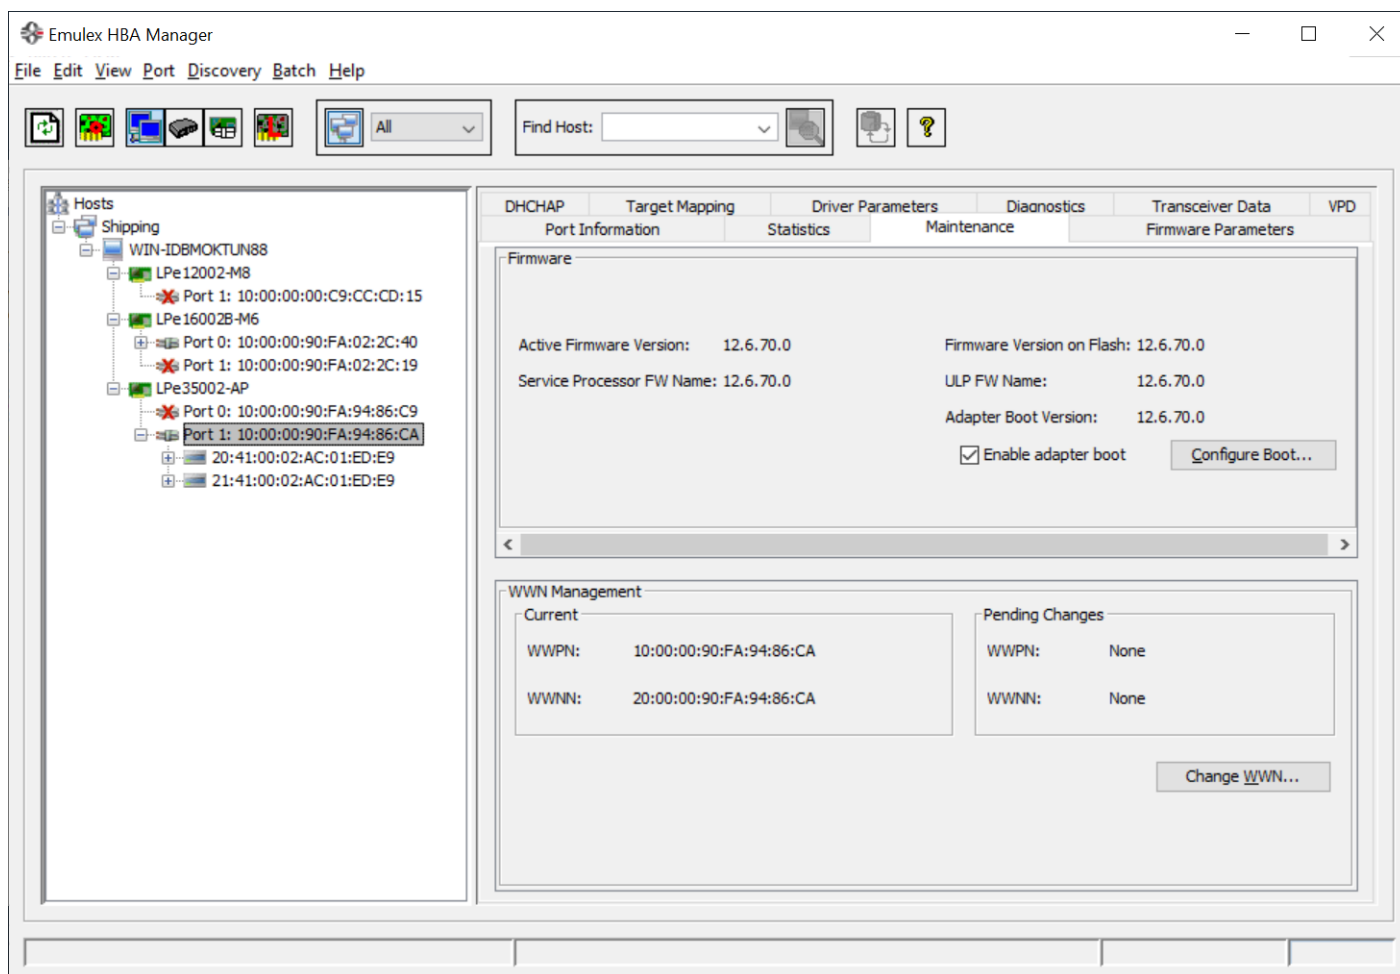 Emulex HBA Manager
File Edit View Port Discovery Batch Help
All
Find Host:
Hosts
Shipping
WIN-IDBMOKTUN88
LPe12002-M8
Port 1: 10:00:00:00:C9:CC:CD:15
LPe16002B-M6
Port 0: 10:00:00:90:FA:02:2C:40
Port 1: 10:00:00:90:FA:02:2C:19
LPe35002-AP
Port 0: 10:00:00:90:FA:94:86:C9
Port 1: 10:00:00:90:FA:94:86:CA
20:41:00:02:AC:01:ED:E9
21:41:00:02:AC:01:ED:E9
DHCHAP Target Mapping Driver Parameters Diagnostics Transceiver Data VPD
Port Information Statistics Maintenance Firmware Parameters
Firmware
Active Firmware Version: 12.6.70.0 Firmware Version on Flash: 12.6.70.0
Service Processor FW Name: 12.6.70.0 ULP FW Name: 12.6.70.0
Adapter Boot Version: 12.6.70.0
Enable adapter boot Configure Boot...
WWN Management
Current Pending Changes
WWPN: 10:00:00:90:FA:94:86:CA WWPN: None
WWNN: 20:00:00:90:FA:94:86:CA WWNN: None
Change WWN...